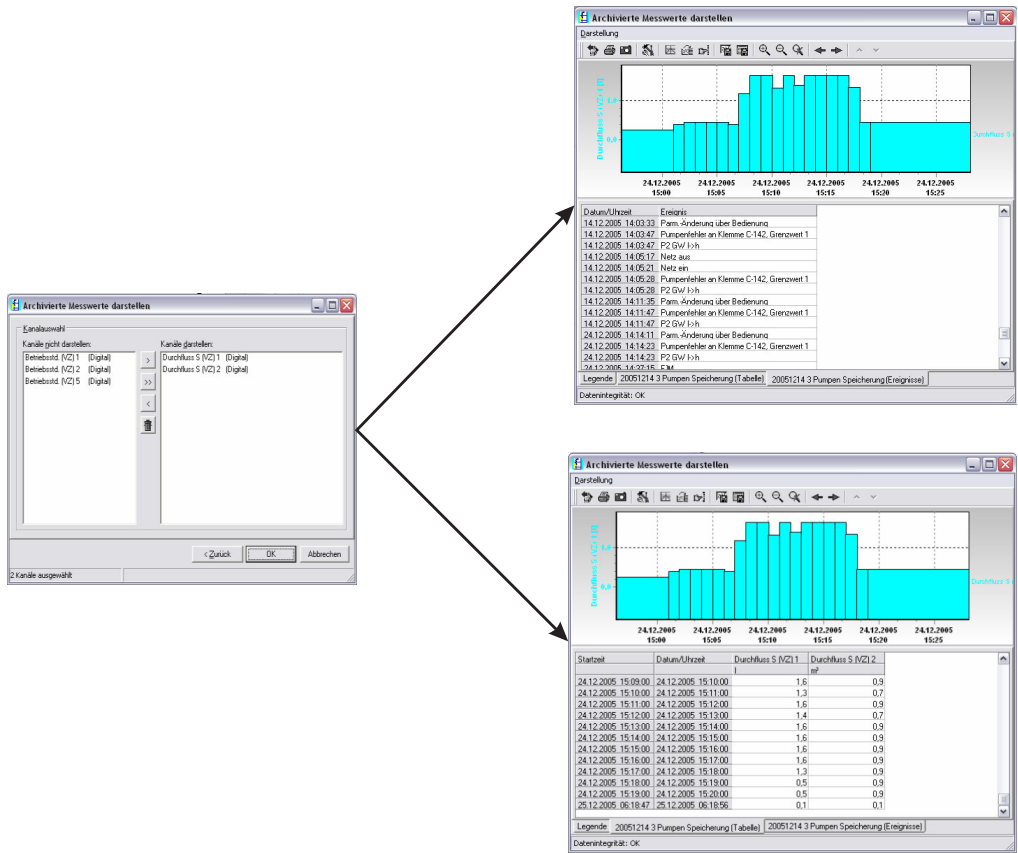 Archivierte Messwerte darstellen
Kanalauswahl
Kanäle nicht darstellen:
Kanäle darstellen:
Betriebsstd. (VZ) 1 (Digital)
Betriebsstd. (VZ) 2 (Digital)
Betriebsstd. (VZ) 5 (Digital)
>
>>
<
Durchfluss S (VZ) 1 (Digital)
Durchfluss S (VZ) 2 (Digital)
< Zurück
OK
Abbrechen
2 Kanäle ausgewählt
Archivierte Messwerte darstellen
Darstellung
Durchfluss S (VZ) 1 [l]
1,0
0,0
Durchfluss S
24.12.2005 24.12.2005 24.12.2005 24.12.2005 24.12.2005 24.12.2005
15:00 15:05 15:10 15:15 15:20 15:25
Datum/Uhrzeit Ereignis
14.12.2005 14:03:33 Parm.-Änderung über Bedienung
14.12.2005 14:03:47 Pumpenfehler an Klemme C-142, Grenzwert 1
14.12.2005 14:03:47 P2 GW l->h
14.12.2005 14:05:17 Netz aus
14.12.2005 14:05:21 Netz ein
14.12.2005 14:05:28 Pumpenfehler an Klemme C-142, Grenzwert 1
14.12.2005 14:05:28 P2 GW l->h
14.12.2005 14:11:35 Parm.-Änderung über Bedienung
14.12.2005 14:11:47 Pumpenfehler an Klemme C-142, Grenzwert 1
14.12.2005 14:11:47 P2 GW l->h
24.12.2005 14:14:11 Parm.-Änderung über Bedienung
24.12.2005 14:14:23 Pumpenfehler an Klemme C-142, Grenzwert 1
24.12.2005 14:14:23 P2 GW l->h
24.12.2005 14:37:15
Legende 20051214 3 Pumpen Speicherung (Tabelle) 20051214 3 Pumpen Speicherung (Ereignisse)
Datenintegrität: OK
Archivierte Messwerte darstellen
Darstellung
Durchfluss S (VZ) 1 [l]
1,0
0,0
Durchfluss S
24.12.2005 24.12.2005 24.12.2005 24.12.2005 24.12.2005 24.12.2005
15:00 15:05 15:10 15:15 15:20 15:25
Startzeit Datum/Uhrzeit Durchfluss S (VZ) 1 Durchfluss S (VZ) 2
l m³
24.12.2005 15:09:00 24.12.2005 15:10:00 1,6 0,9
24.12.2005 15:10:00 24.12.2005 15:11:00 1,3 0,7
24.12.2005 15:11:00 24.12.2005 15:12:00 1,6 0,9
24.12.2005 15:12:00 24.12.2005 15:13:00 1,4 0,7
24.12.2005 15:13:00 24.12.2005 15:14:00 1,6 0,9
24.12.2005 15:14:00 24.12.2005 15:15:00 1,6 0,9
24.12.2005 15:15:00 24.12.2005 15:16:00 1,6 0,9
24.12.2005 15:16:00 24.12.2005 15:17:00 1,6 0,9
24.12.2005 15:17:00 24.12.2005 15:18:00 1,3 0,9
24.12.2005 15:18:00 24.12.2005 15:19:00 0,5 0,9
24.12.2005 15:19:00 24.12.2005 15:20:00 0,5 0,9
25.12.2005 06:18:47 25.12.2005 06:18:56 0,1 0,1
Legende 20051214 3 Pumpen Speicherung (Tabelle) 20051214 3 Pumpen Speicherung (Ereignisse)
Datenintegrität: OK